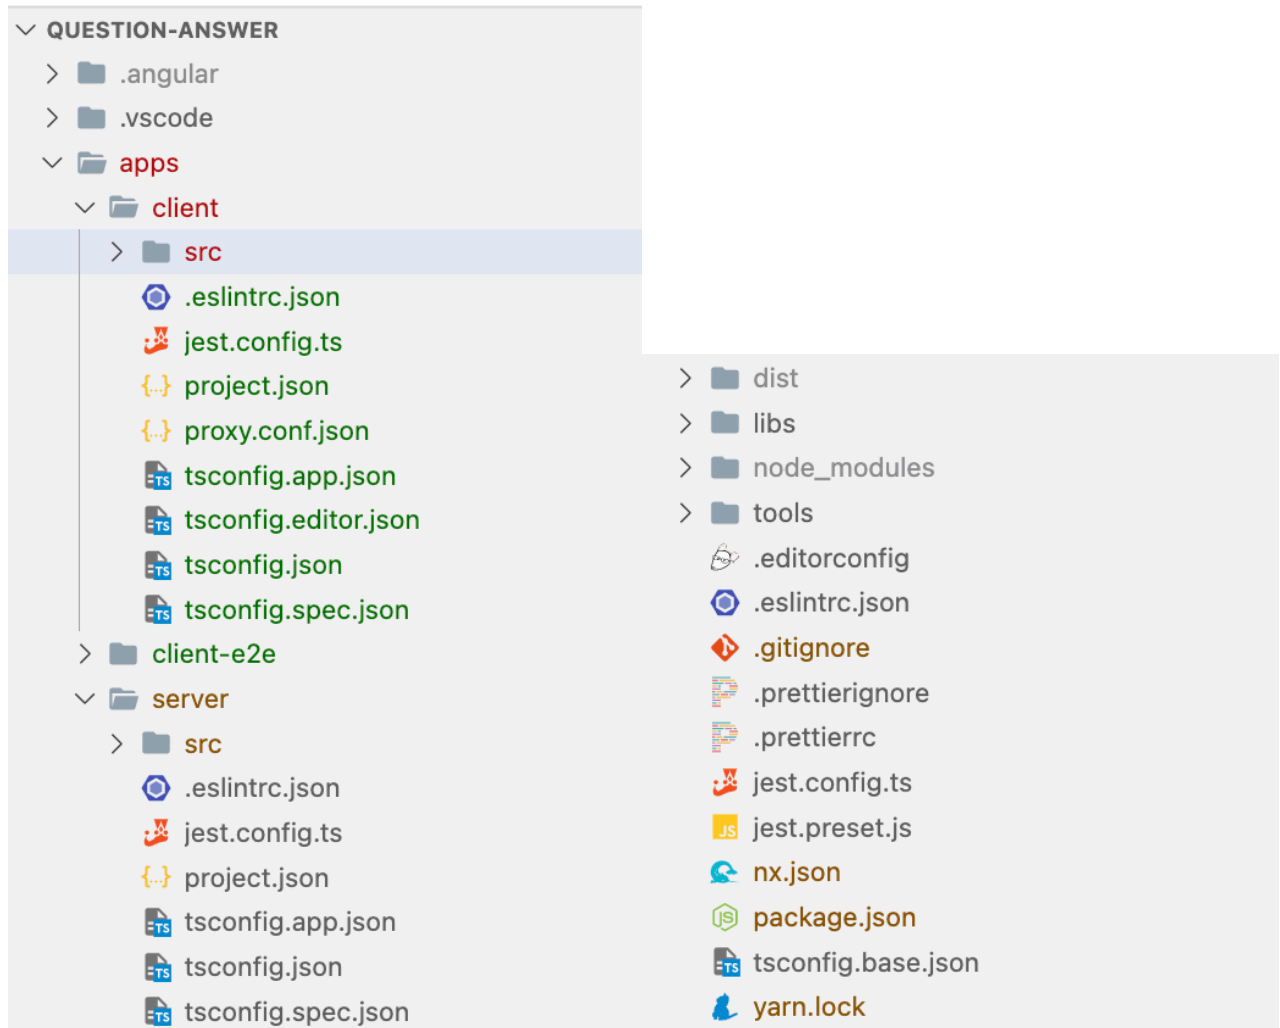 QUESTION-ANSWER
.angular
.vscode
apps
client
src
.eslintrc.json
jest.config.ts
project.json
proxy.conf.json
tsconfig.app.json
tsconfig.editor.json
tsconfig.json
tsconfig.spec.json
client-e2e
server
src
.eslintrc.json
jest.config.ts
project.json
tsconfig.app.json
tsconfig.json
tsconfig.spec.json
dist
libs
node_modules
tools
.editorconfig
.eslintrc.json
.gitignore
.prettierignore
.prettierrc
jest.config.ts
jest.preset.js
nx.json
package.json
tsconfig.base.json
yarn.lock